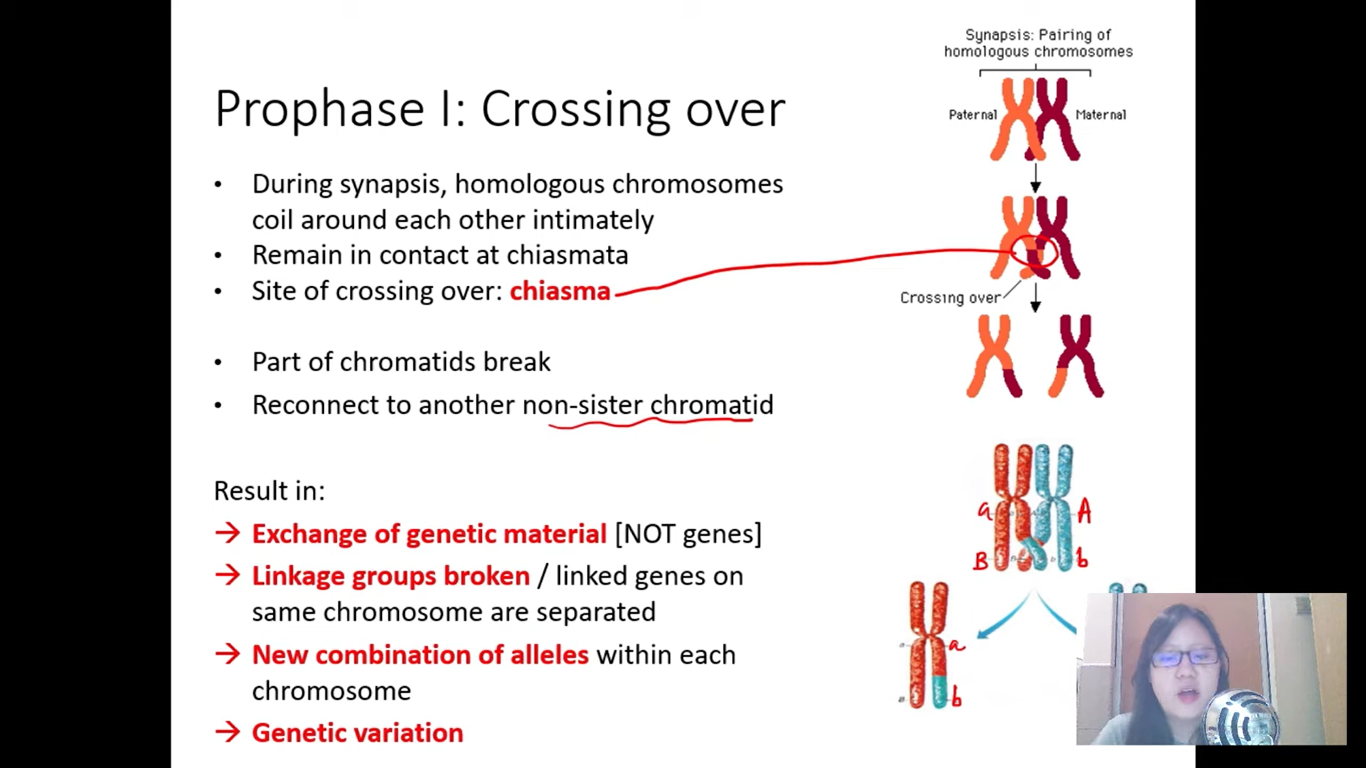 Synapsis: Pairing of
homologous chromosomes
Paternal
Maternal
Prophase I: Crossing over
• During synapsis, homologous chromosomes
coil around each other intimately
• Remain in contact at chiasmata
• Site of crossing over: chiasma
Crossing over
• Part of chromatids break
• Reconnect to another non-sister chromatid
Result in:
→ Exchange of genetic material [NOT genes]
→ Linkage groups broken / linked genes on
same chromosome are separated
→ New combination of alleles within each
chromosome
→ Genetic variation
a A
B b
a a
B b